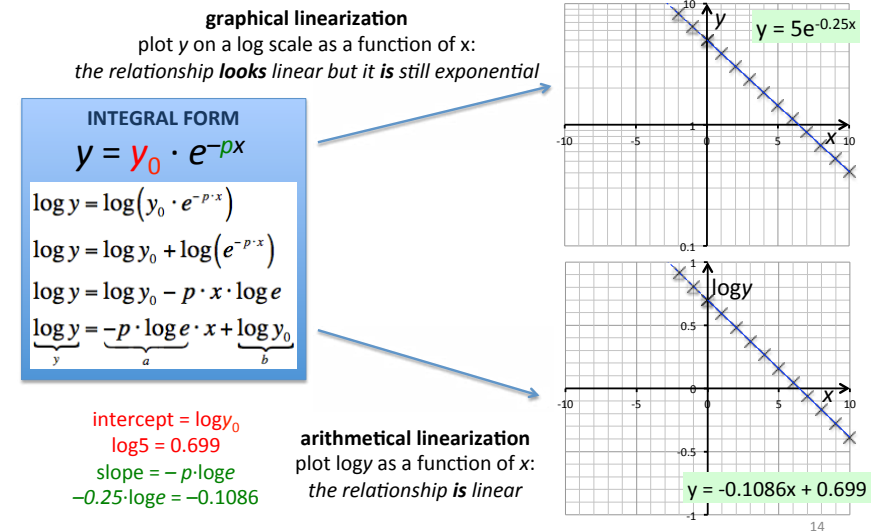 graphical linearization
plot y on a log scale as a function of x:
the relationship looks linear but it is still exponential
INTEGRAL FORM
y = y₀ · e⁻ᵖˣ
log y = log(y₀ · e^{−p·x})
log y = log y₀ + log(e^{−p·x})
log y = log y₀ − p · x · log e
log y = −p · log e · x + log y₀
y a b
intercept = logy₀
log5 = 0.699
slope = – p·loge
–0.25·loge = –0.1086
arithmetical linearization
plot logy as a function of x:
the relationship is linear
10
y
y = 5e^{-0.25x}
1
-10 -5 0 5 x 10
0.1
1
logy
0.5
-10 -5 0 5 x 10
-0.5
y = -0.1086x + 0.699
-1
14